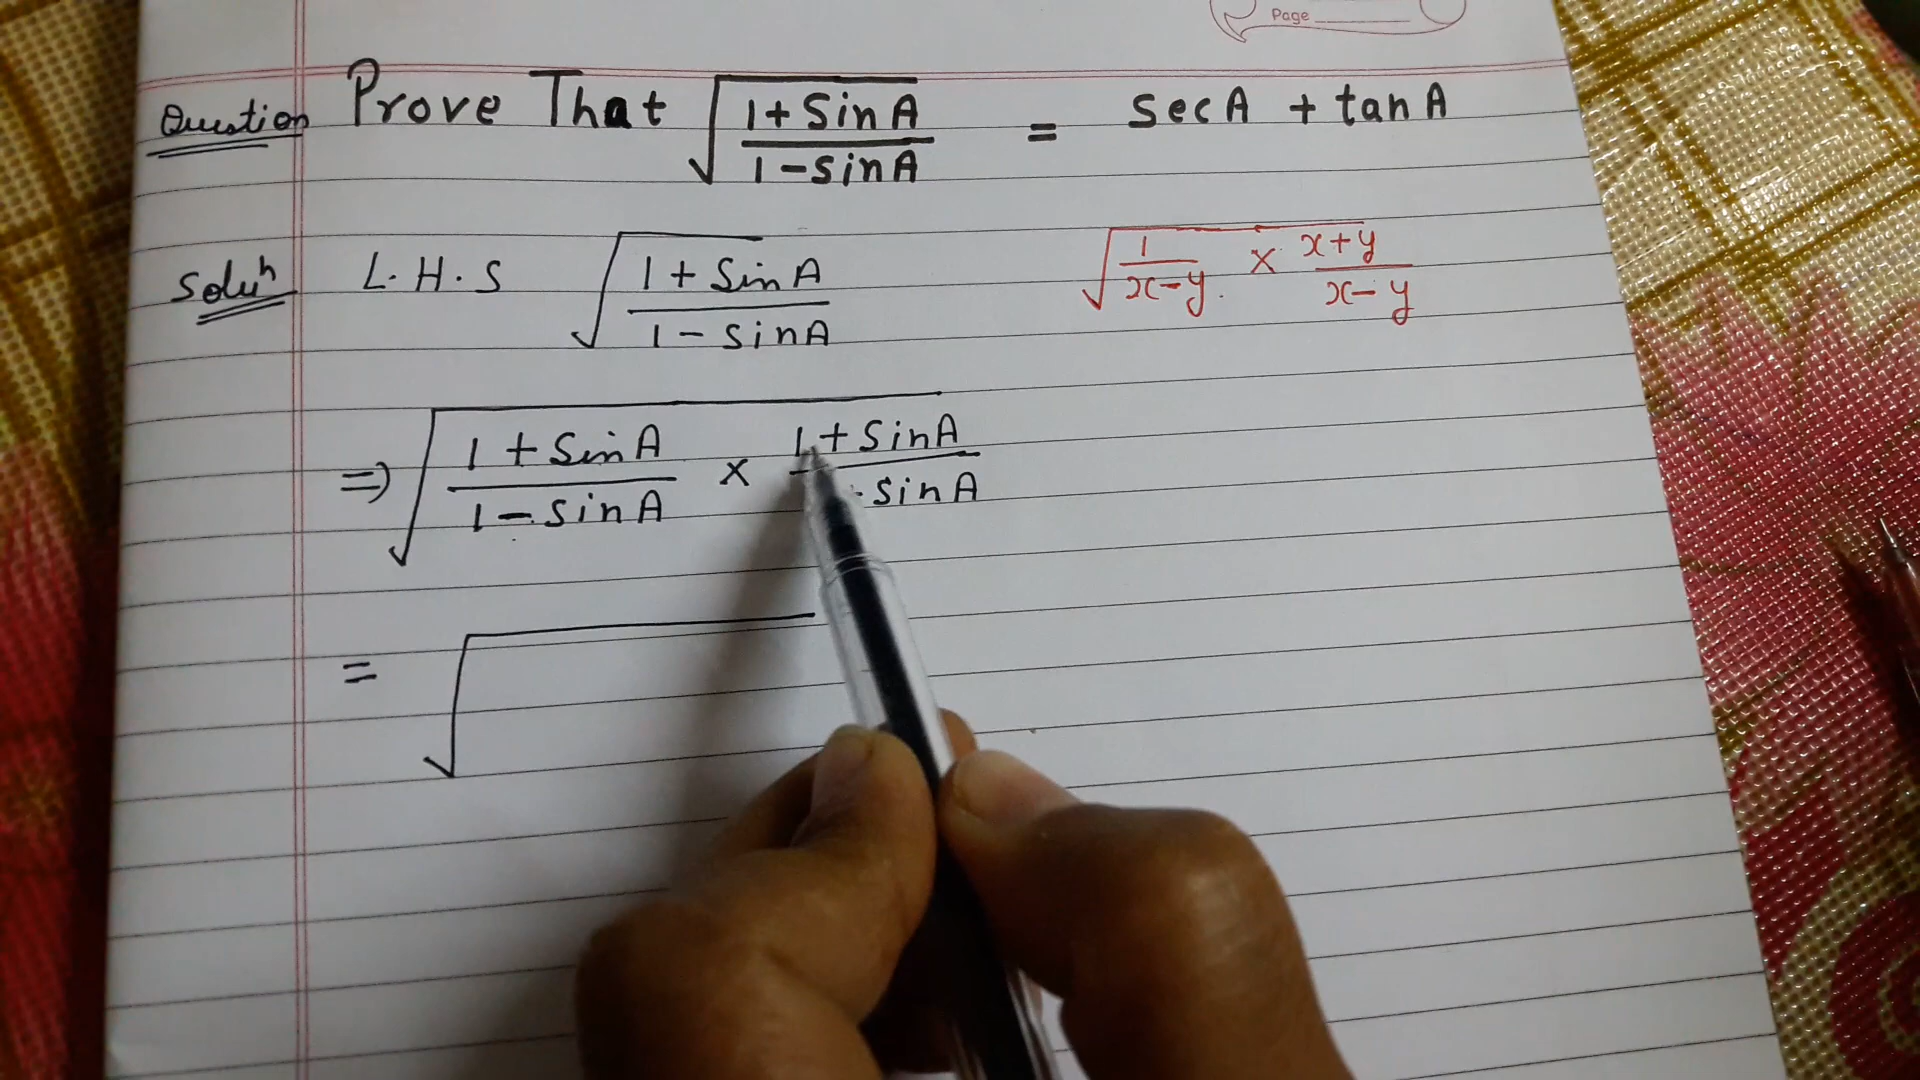 Page
Question Prove That √(1+SinA / 1-sinA) = secA + tanA
Soluⁿ L.H.S √(1+SinA / 1-sinA) √(1/x-y × x+y/x-y)
⇒ √(1+SinA / 1-sinA × 1+SinA / -sinA)
= √